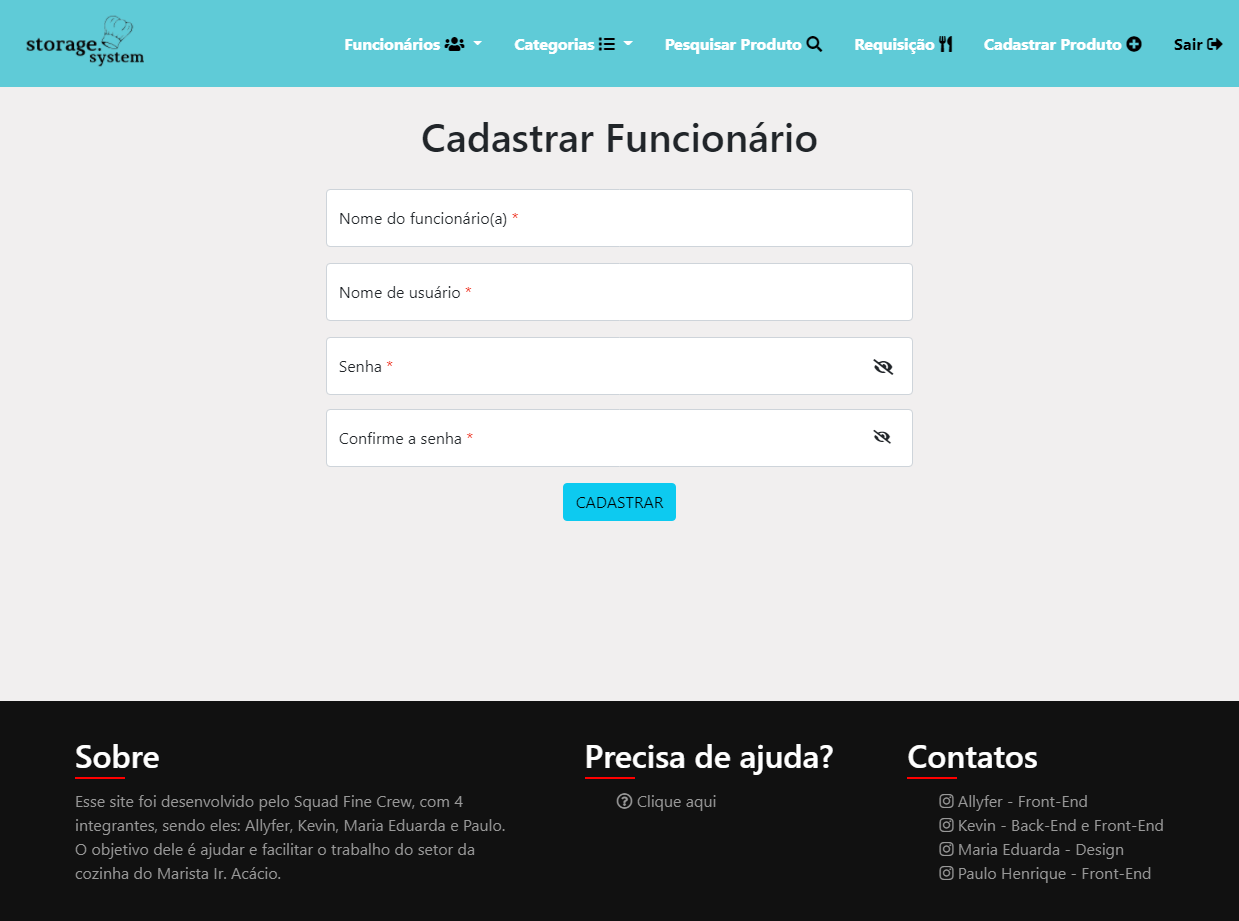 storage.
system
Funcionários
Categorias
Pesquisar Produto
Requisição
Cadastrar Produto
Sair
Cadastrar Funcionário
Nome do funcionário(a) *
Nome de usuário *
Senha *
Confirme a senha *
CADASTRAR
Sobre
Esse site foi desenvolvido pelo Squad Fine Crew, com 4
integrantes, sendo eles: Allyfer, Kevin, Maria Eduarda e Paulo.
O objetivo dele é ajudar e facilitar o trabalho do setor da
cozinha do Marista Ir. Acácio.
Precisa de ajuda?
Clique aqui
Contatos
Allyfer - Front-End
Kevin - Back-End e Front-End
Maria Eduarda - Design
Paulo Henrique - Front-End